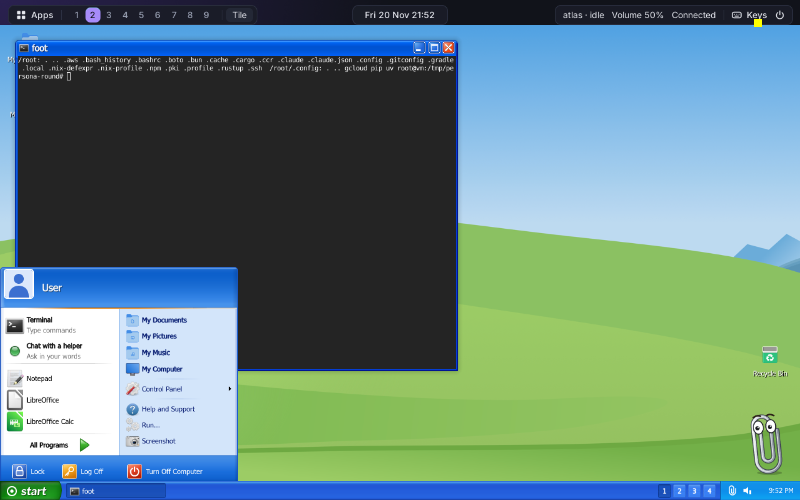 Apps 1 2 3 4 5 6 7 8 9 Tile Fri 20 Nov 21:52 atlas · idle Volume 50% Connected Keys
foot
/root: . .. .aws .bash_history .bashrc .boto .bun .cache .cargo .ccr .claude .claude.json .config .gitconfig .gradle
.local .nix-defexpr .nix-profile .npm .pki .profile .rustup .ssh /root/.config: . .. gcloud pip uv root@vm:/tmp/pe
rsona-round#
User
Terminal
Type commands
Chat with a helper
Ask in your words
Notepad
LibreOffice
LibreOffice Calc
All Programs
My Documents
My Pictures
My Music
My Computer
Control Panel
Help and Support
Run...
Screenshot
Lock Log Off Turn Off Computer
Recycle Bin
start foot 1 2 3 4 9:52 PM